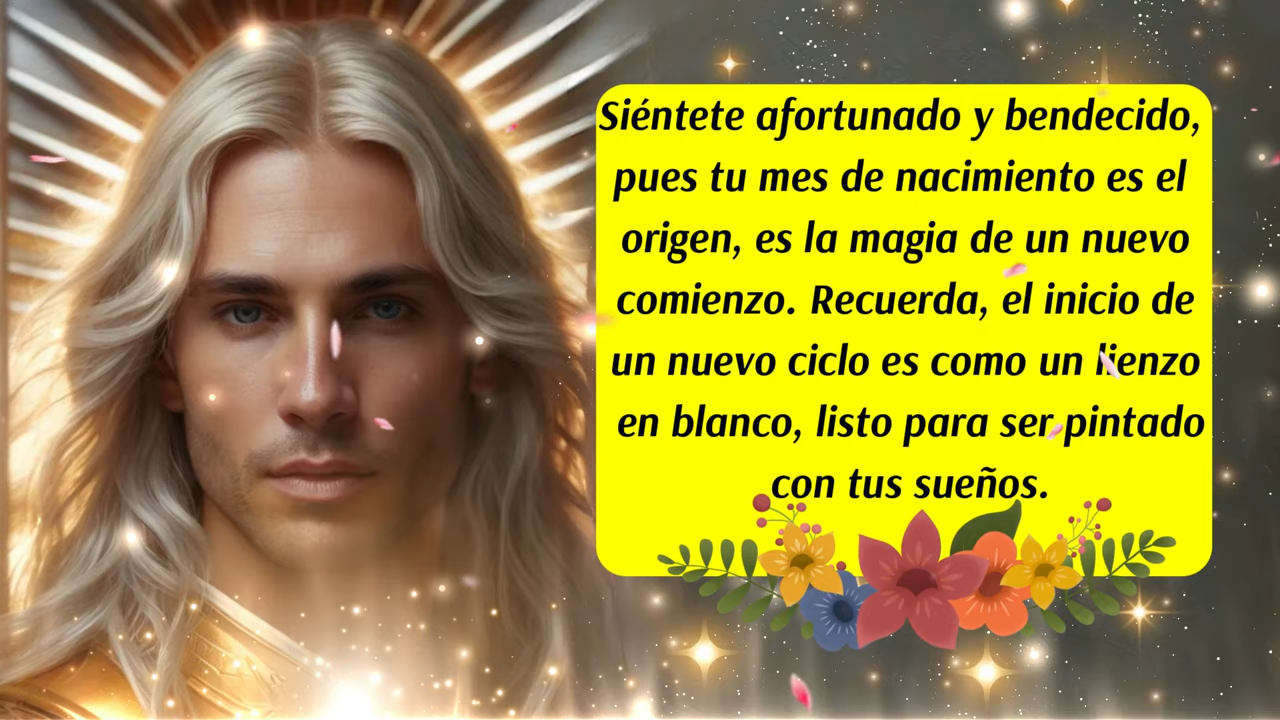 Siéntete afortunado y bendecido,
pues tu mes de nacimiento es el
origen, es la magia de un nuevo
comienzo. Recuerda, el inicio de
un nuevo ciclo es como un lienzo
en blanco, listo para ser pintado
con tus sueños.